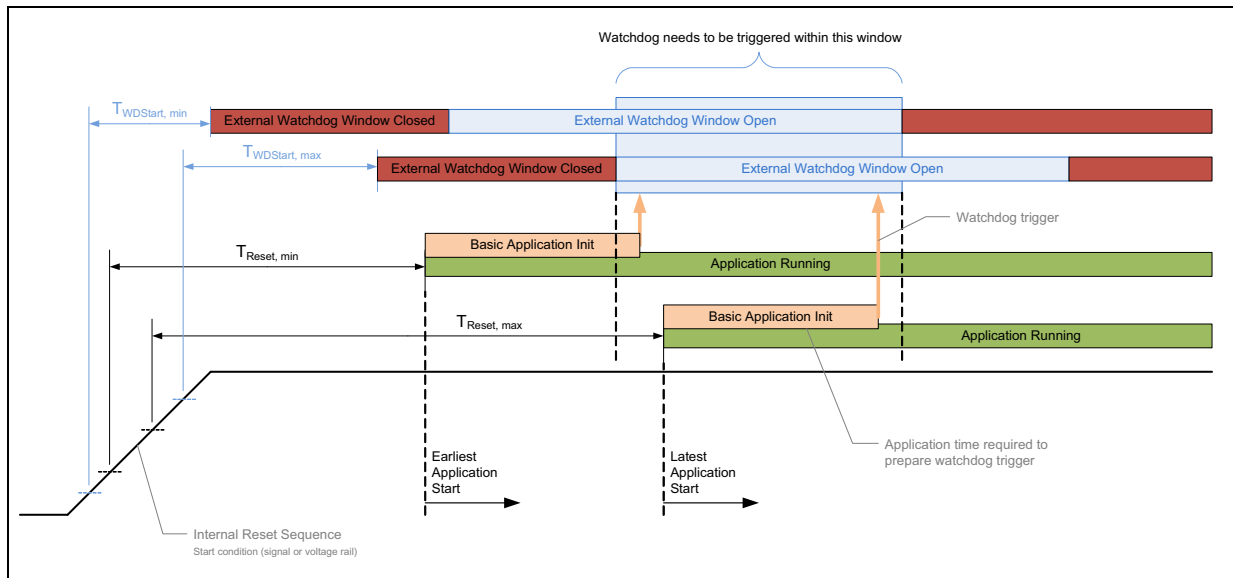 Watchdog needs to be triggered within this window
TWDStart, min
External Watchdog Window Closed
External Watchdog Window Open
TWDStart, max
External Watchdog Window Closed
External Watchdog Window Open
Watchdog trigger
Basic Application Init
TReset, min
Application Running
Basic Application Init
TReset, max
Application Running
Earliest
Application
Start
Latest
Application
Start
Application time required to
prepare watchdog trigger
Internal Reset Sequence
Start condition (signal or voltage rail)